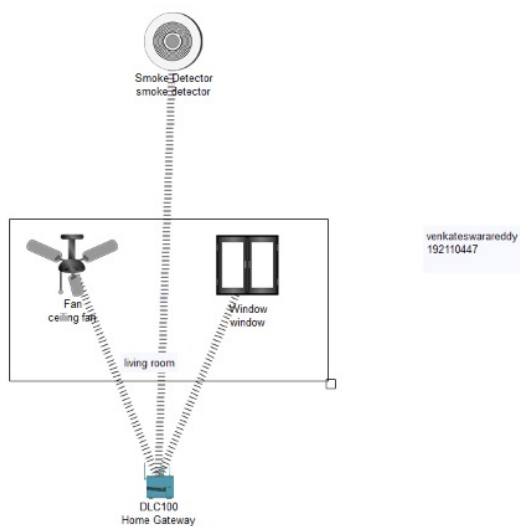 Smoke Detector
smoke detector
venkateswarareddy
192110447
Fan
ceiling fan
Window
window
living room
DLC100
Home Gateway